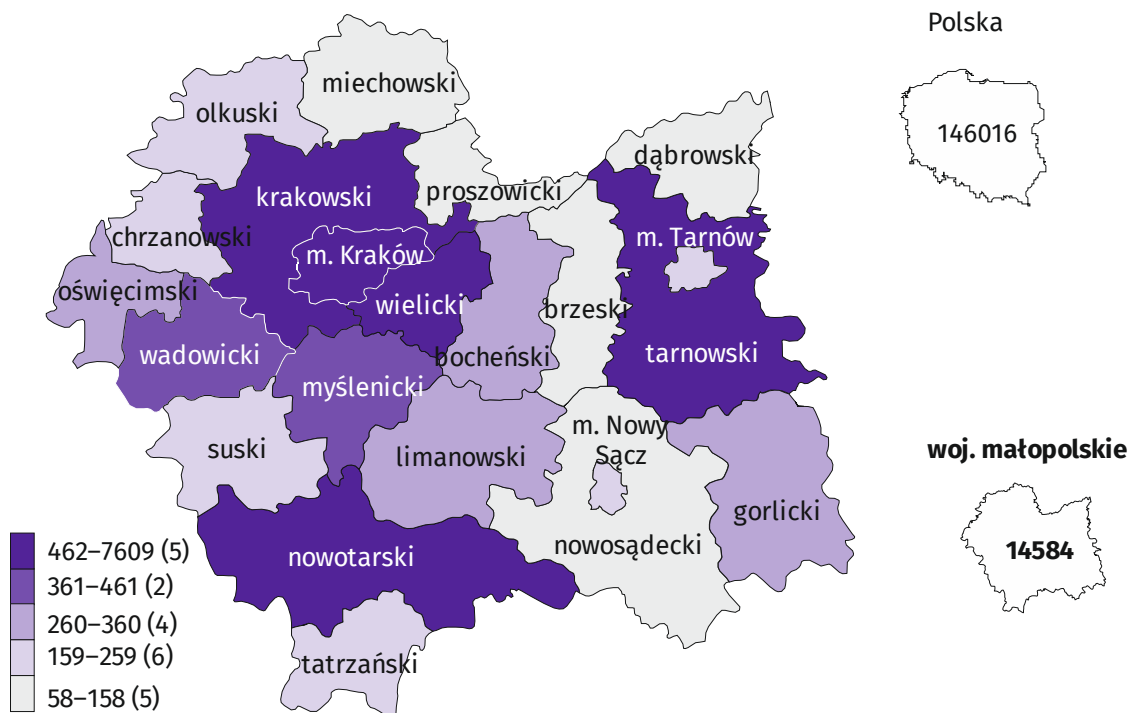 Polska
miechowski
olkuski
146016
dąbrowski
krakowski
proszowicki
chrzanowski
m. Tarnów
m. Kraków
oświęcimski
wielicki
brzeski
wadowicki
bocheński
tarnowski
myślenicki
m. Nowy
Sącz
suski
limanowski
woj. małopolskie
gorlicki
nowosądecki
nowotarski
14584
tatrzański
462–7609 (5)
361–461 (2)
260–360 (4)
159–259 (6)
58–158 (5)